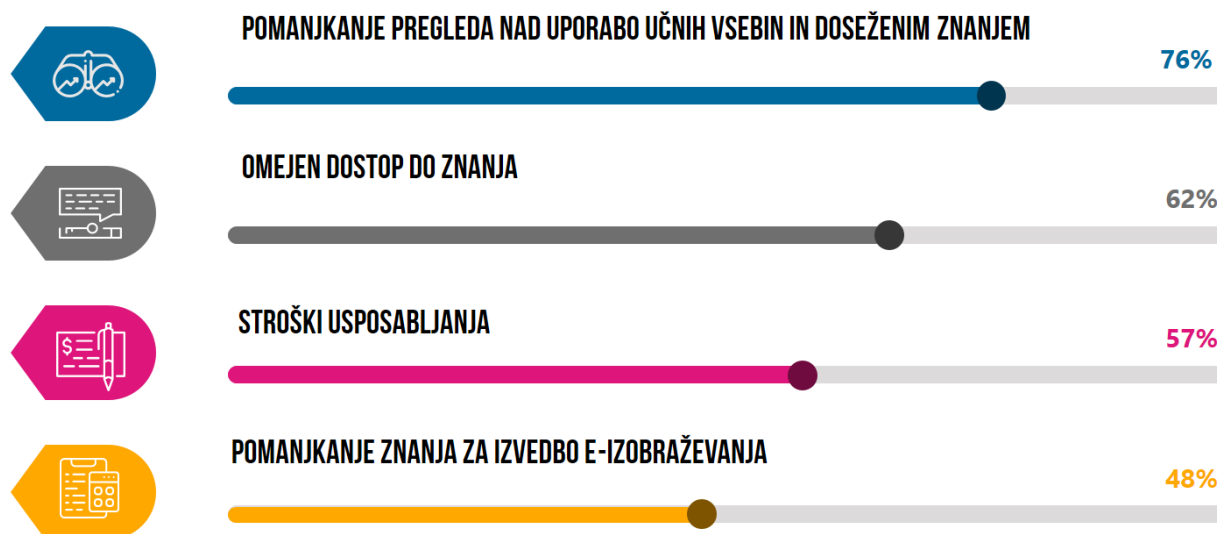 POMANJKANJE PREGLEDA NAD UPORABO UČNIH VSEBIN IN DOSEŽENIM ZNANJEM
76%
OMEJEN DOSTOP DO ZNANJA
62%
STROŠKI USPOSABLJANJA
57%
POMANJKANJE ZNANJA ZA IZVEDBO E-IZOBRAŽEVANJA
48%